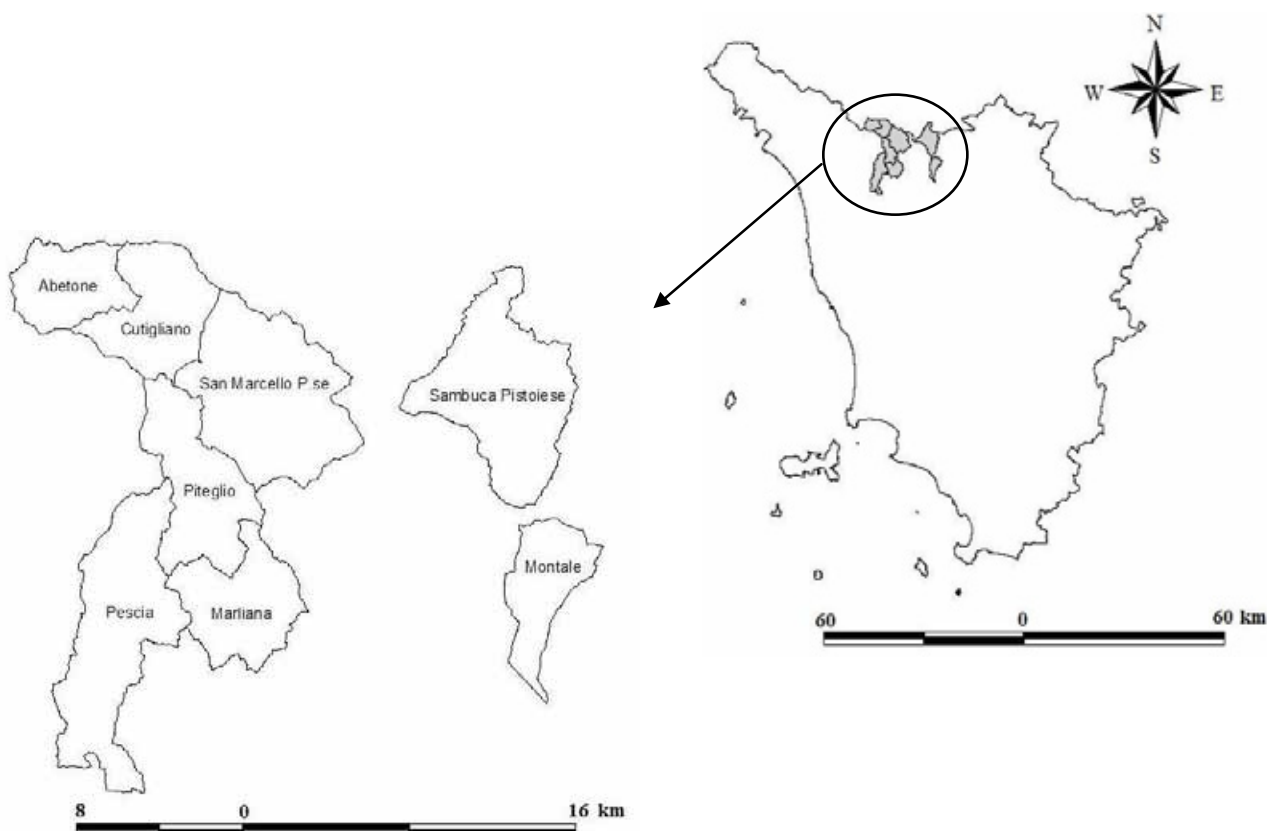 N
W E
S
Abetone
Cutigliano
San Marcello P.se
Sambuca Pistoiese
Piteglio
Montale
Pescia
Marliana
60 0 60 km
8 0 16 km